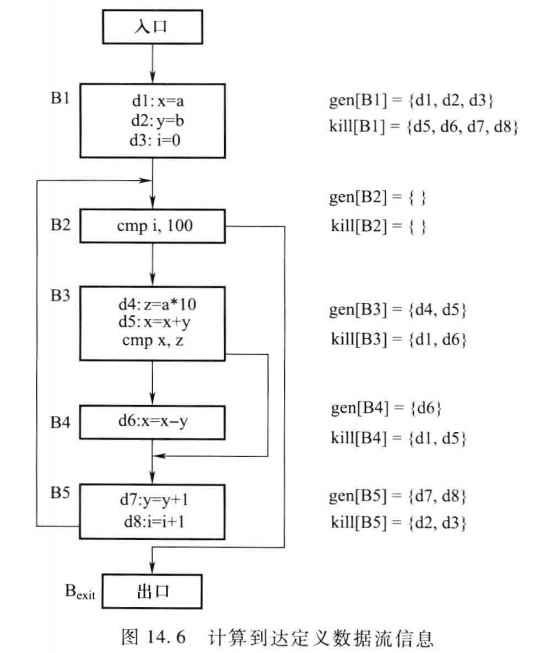 入口
B1
d1: x=a
d2: y=b
d3: i=0
gen[B1] = {d1, d2, d3}
kill[B1] = {d5, d6, d7, d8}
B2
cmp i, 100
gen[B2] = { }
kill[B2] = { }
B3
d4: z=a*10
d5: x=x+y
cmp x, z
gen[B3] = {d4, d5}
kill[B3] = {d1, d6}
B4
d6:x=x−y
gen[B4] = {d6}
kill[B4] = {d1, d5}
B5
d7:y=y+1
d8:i=i+1
gen[B5] = {d7, d8}
kill[B5] = {d2, d3}
Bexit
出口
图 14.6 计算到达定义数据流信息